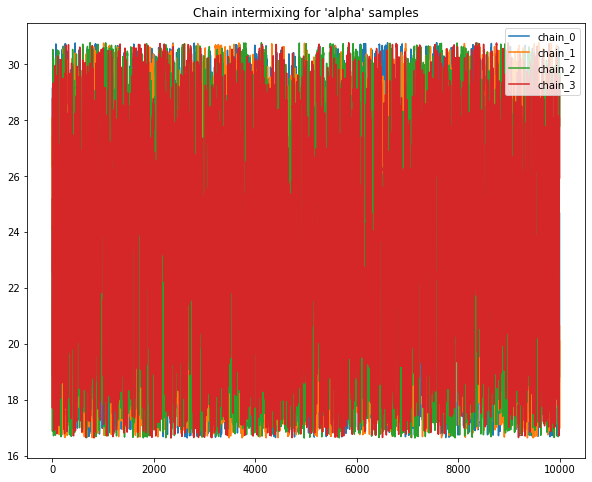 Chain intermixing for 'alpha' samples
chain_0
chain_1
chain_2
chain_3
30
28
26
24
22
20
18
16
0 2000 4000 6000 8000 10000